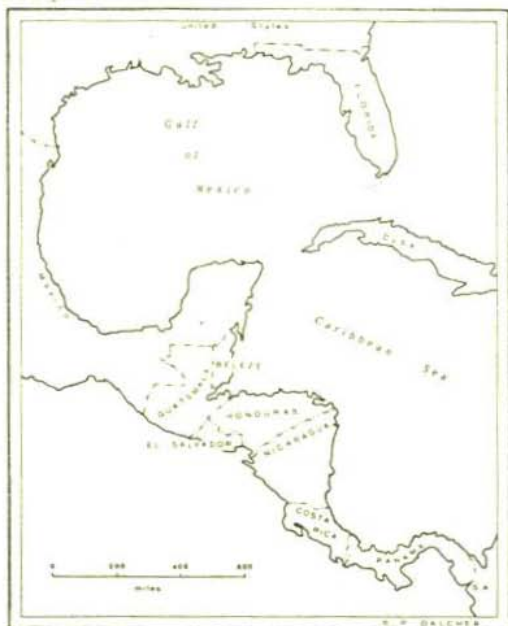 United States
FLORIDA
Gulf
of
Mexico
CUBA
MEXICO
Caribbean Sea
BELIZE
GUATEMALA
HONDURAS
EL SALVADOR
NICARAGUA
COSTA
RICA
PANAMA
S.A.
0 200 400 600
miles
DALCHER